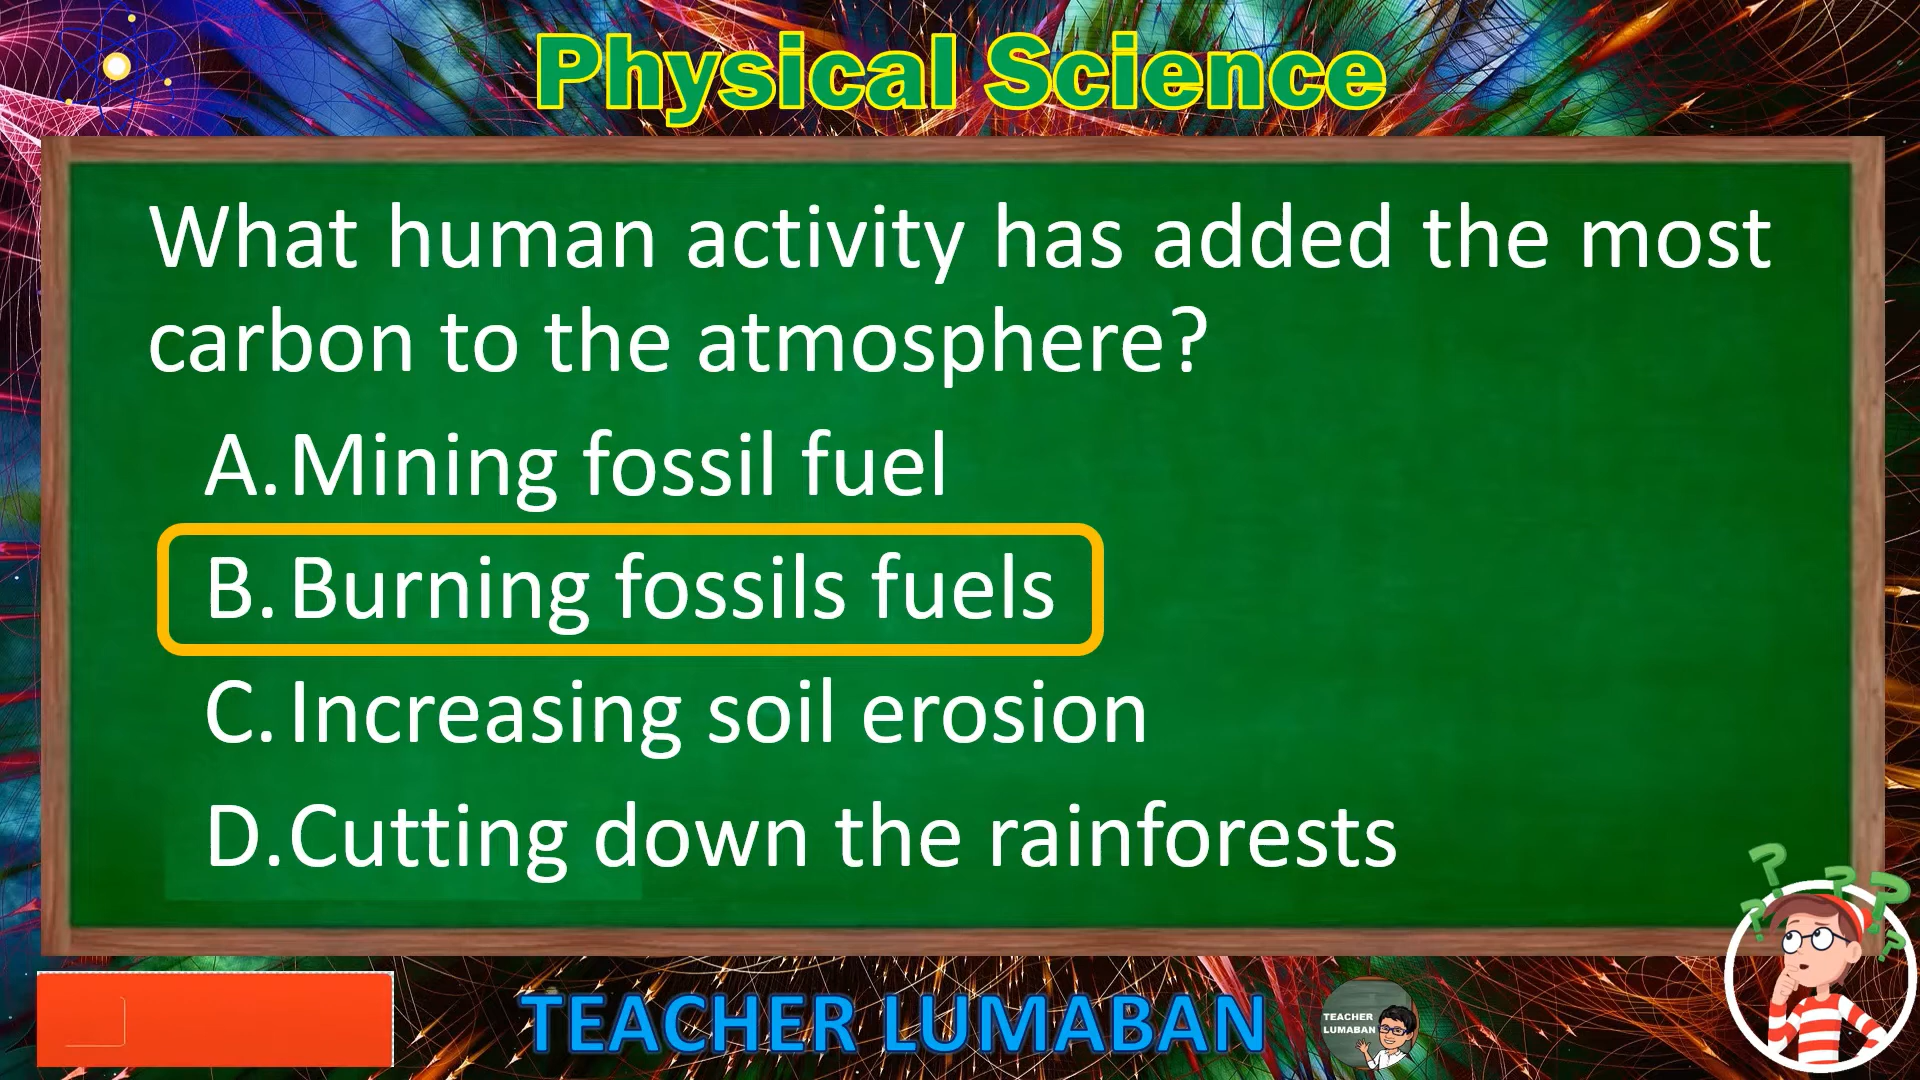 Physical Science
What human activity has added the most
carbon to the atmosphere?
A. Mining fossil fuel
B. Burning fossils fuels
C. Increasing soil erosion
D. Cutting down the rainforests
TEACHER LUMABAN
TEACHER
LUMABAN